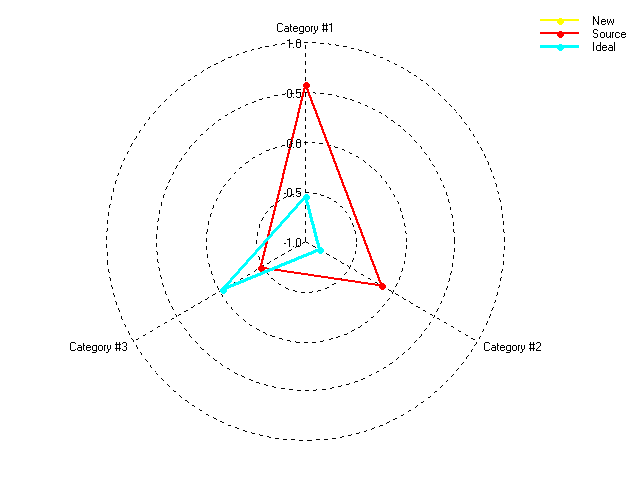 Category #1
New
Source
Ideal
1.0
0.5
0.0
-0.5
-1.0
Category #3
Category #2